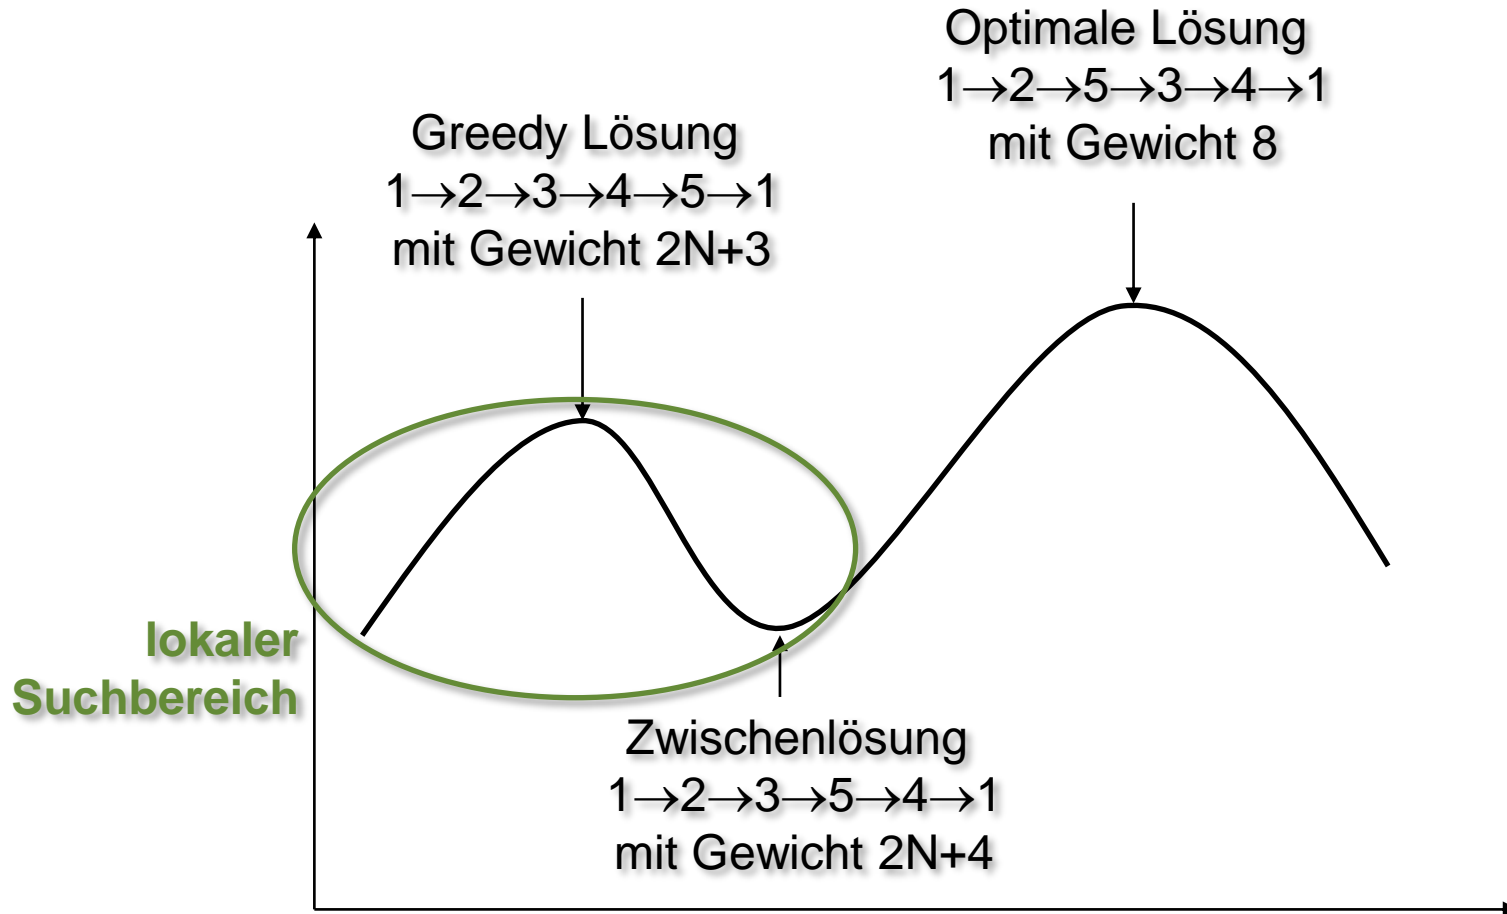 Optimale Lösung
1→2→5→3→4→1
mit Gewicht 8
Greedy Lösung
1→2→3→4→5→1
mit Gewicht 2N+3
lokaler
Suchbereich
Zwischenlösung
1→2→3→5→4→1
mit Gewicht 2N+4